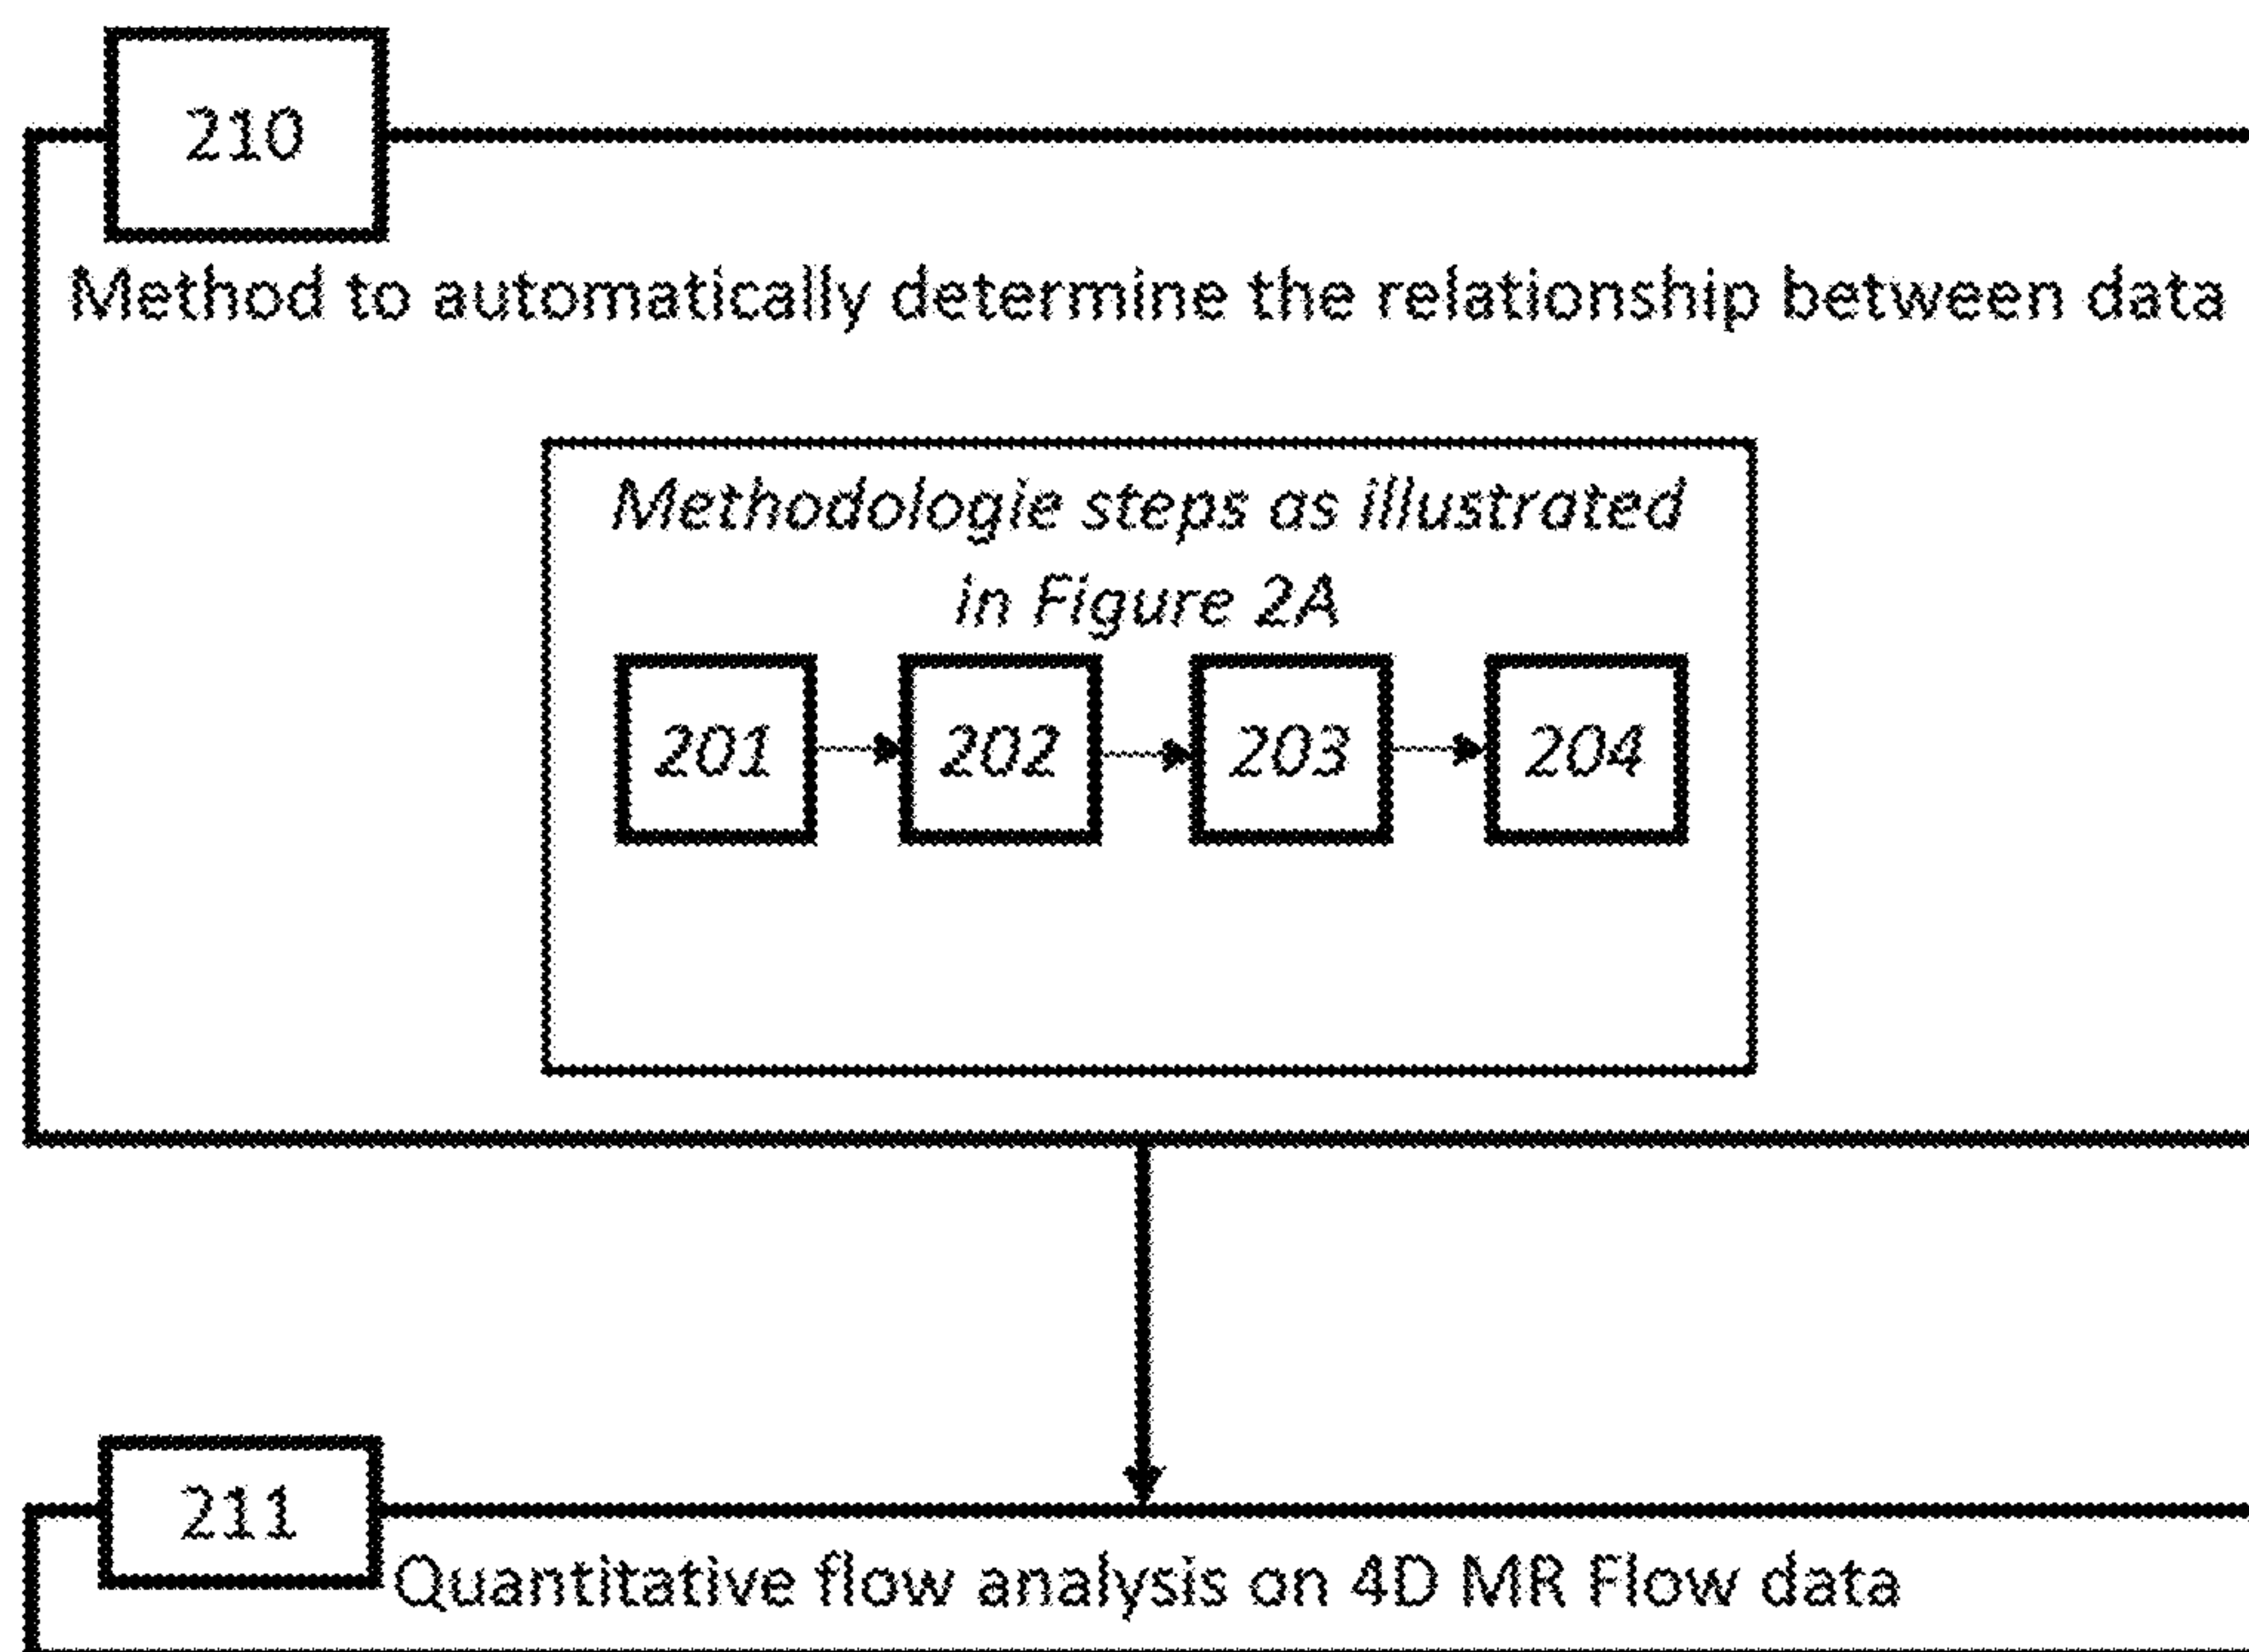 210
Method to automatically determine the relationship between data
Methodologie steps as illustrated
in Figure 2A
201 202 203 204
211
Quantitative flow analysis on 4D MR Flow data